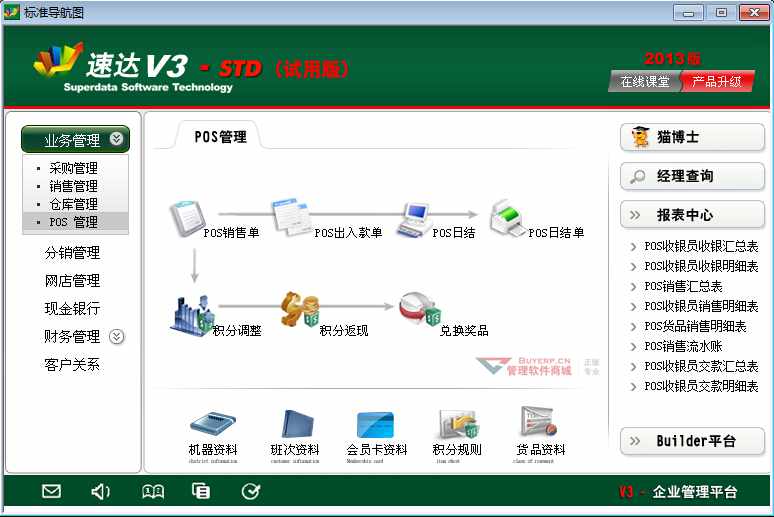 标准导航图
速达V3 - STD (试用版)
Superdata Software Technology
2013版
在线课堂 产品升级
业务管理
采购管理
销售管理
仓库管理
POS 管理
分销管理
网店管理
现金银行
财务管理
客户关系
POS管理
POS销售单
POS出入款单
POS日结
POS日结单
积分调整
积分返现
兑换奖品
BUYERP.CN
管理软件商城
正版
专业
机器资料
district information
班次资料
customer information
会员卡资料
Membership card
积分规则
item chest
货品资料
猫博士
经理查询
报表中心
POS收银员收银汇总表
POS收银员收银明细表
POS销售汇总表
POS收银员销售明细表
POS货品销售明细表
POS销售流水账
POS收银员交款汇总表
POS收银员交款明细表
Builder平台
V3 - 企业管理平台